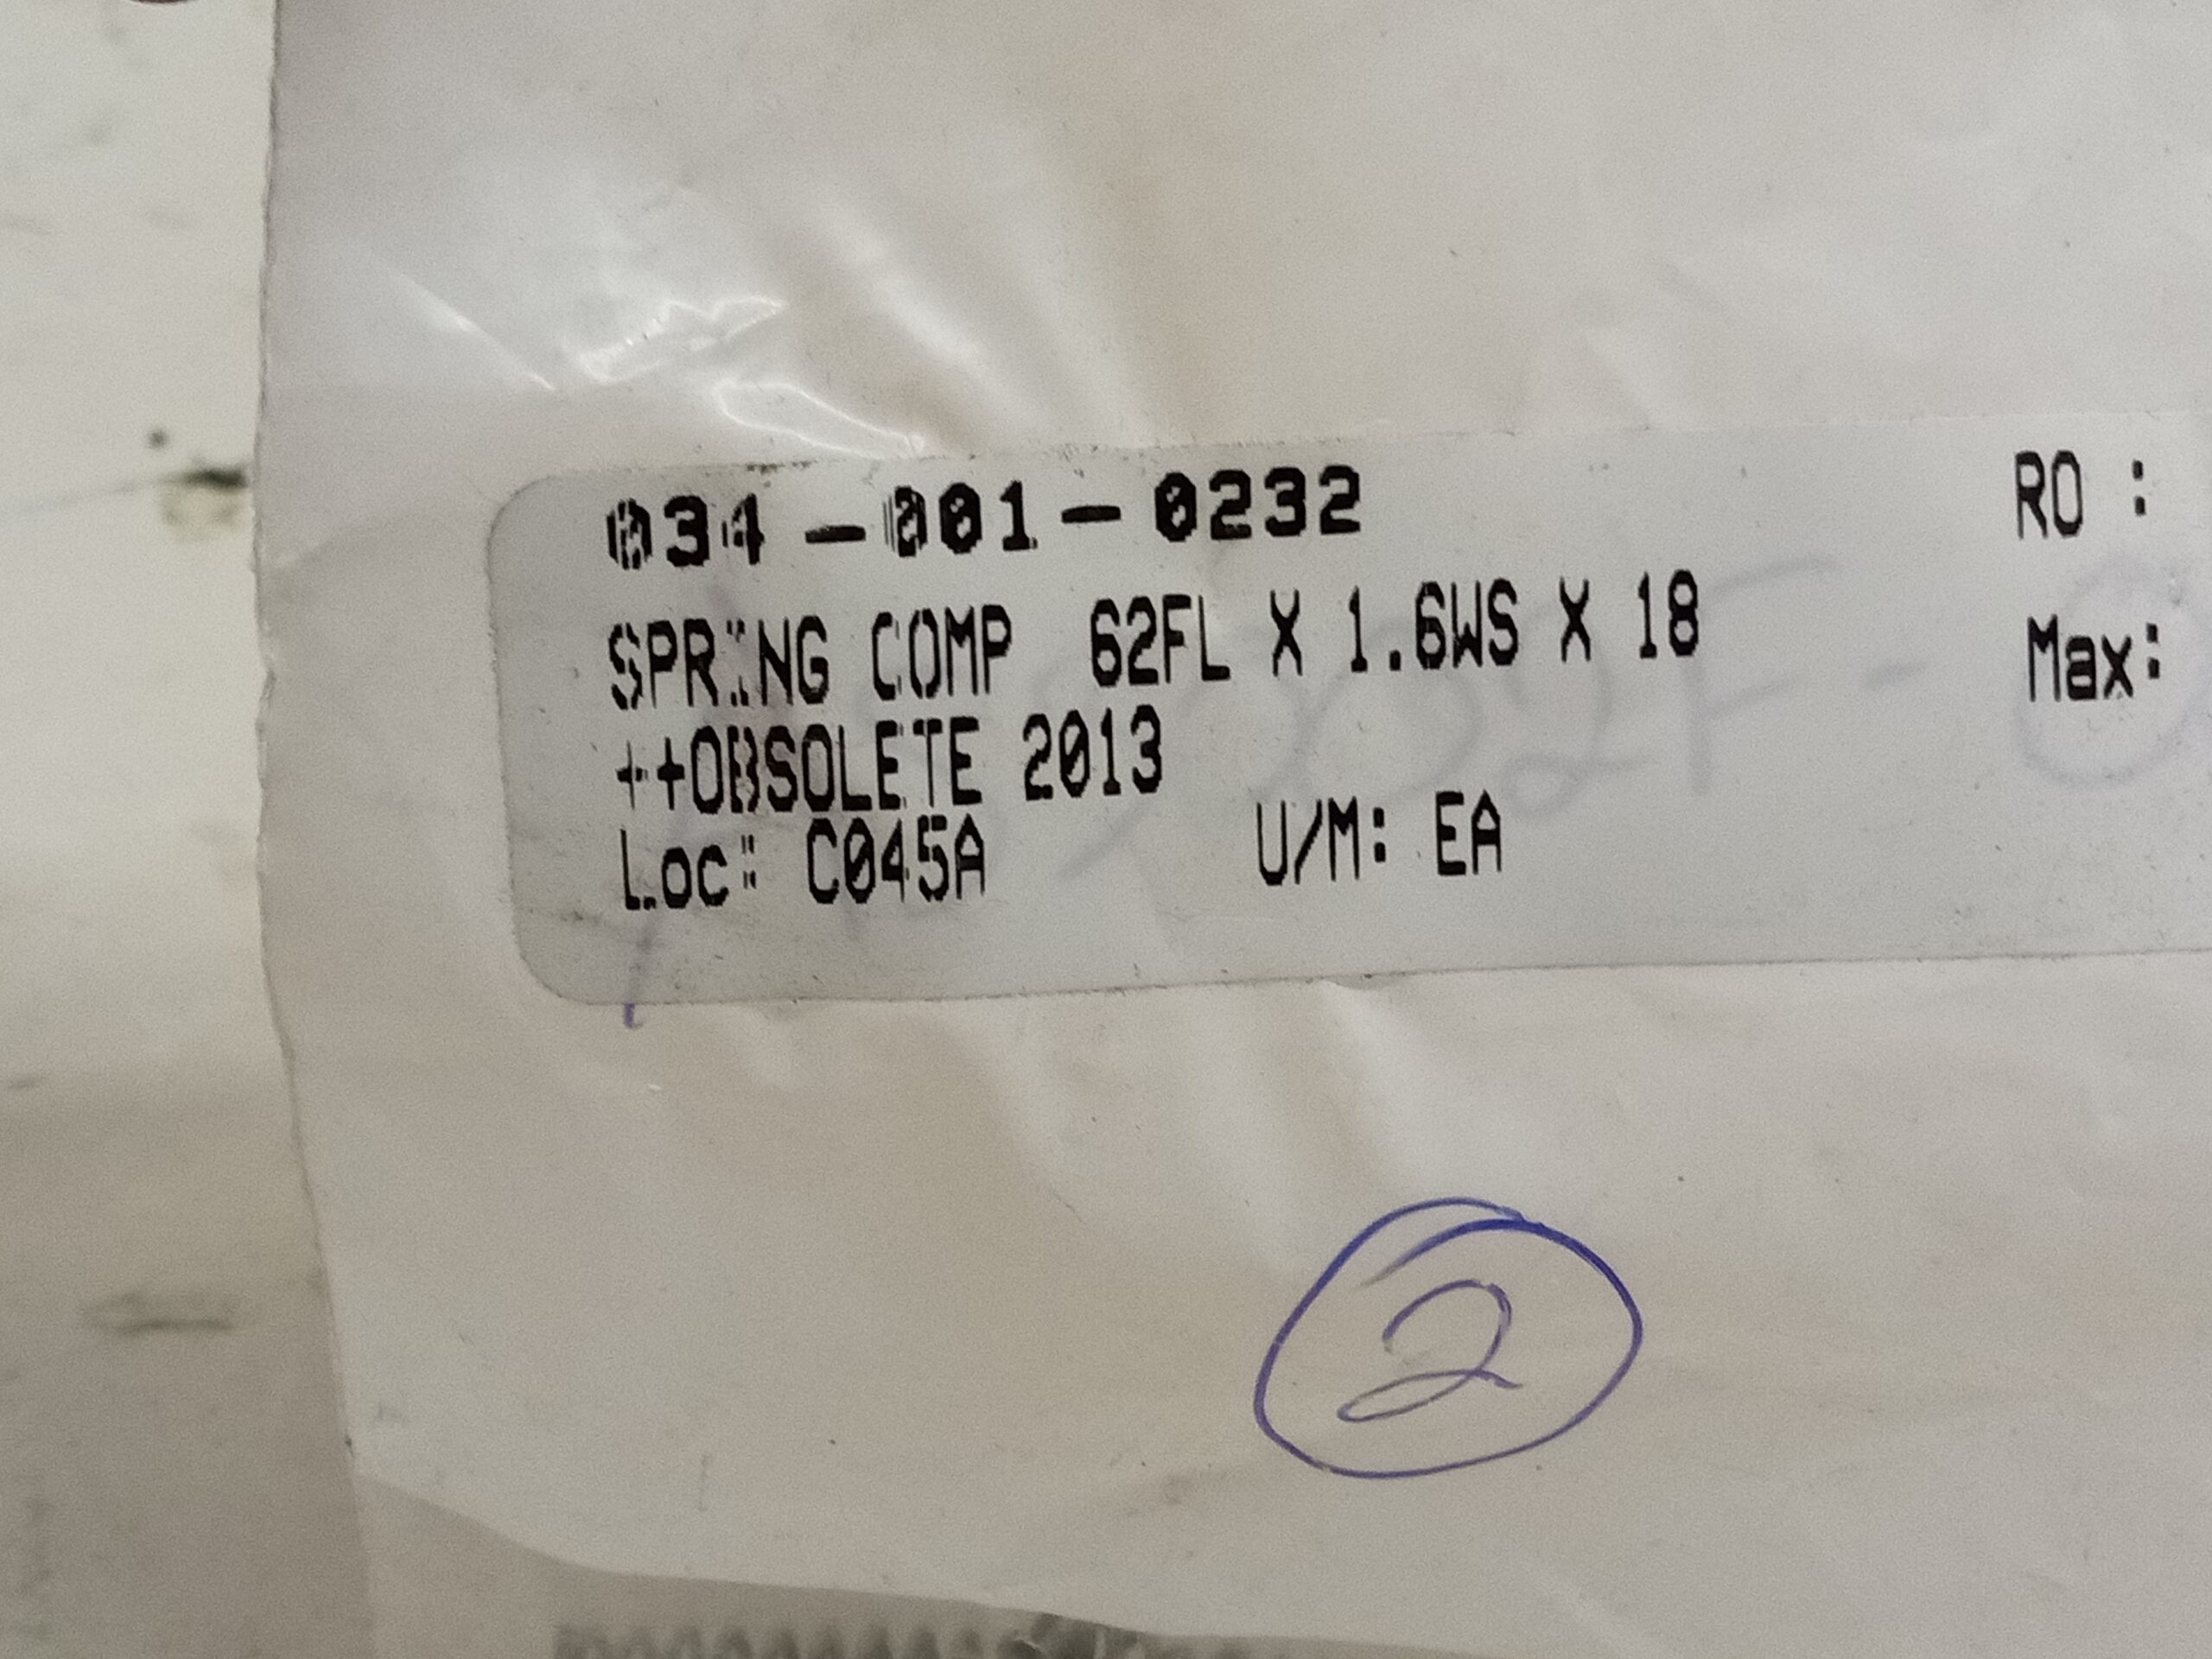 034-001-0232
RO :
SPRING COMP 62FL X 1.6WS X 18
Max:
++OBSOLETE 2013
Loc: C045A U/M: EA
2